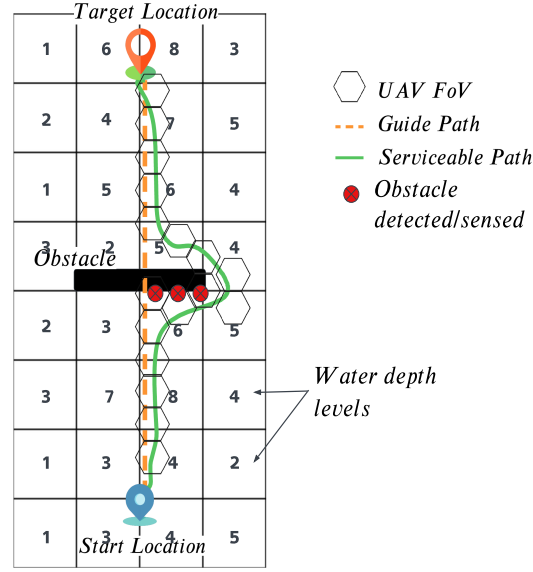 Target Location
1 6 8 3
2 4 7 5
1 5 6 4
3 2 5 4
Obstacle
2 3 6 5
3 7 8 4
1 3 4 2
1 3 4 5
Start Location
UAV FoV
Guide Path
Serviceable Path
Obstacle
detected/sensed
Water depth
levels